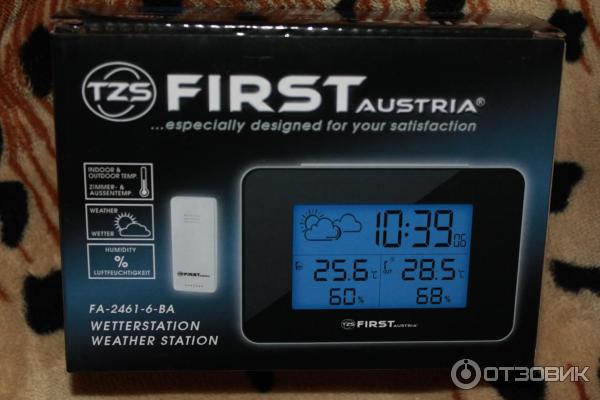 TZS FIRST AUSTRIA®
...especially designed for your satisfaction
INDOOR &
OUTDOOR TEMP.
ZIMMER- &
AUSSENTEMP.
WEATHER
WETTER
HUMIDITY
%
LUFTFEUCHTIGKEIT
FIRST AUSTRIA
10:39 06
IN 25.6°C OUT 28.5°C
60% 68%
TZS FIRST AUSTRIA®
FA-2461-6-BA
WETTERSTATION
WEATHER STATION
ОТЗОВИК